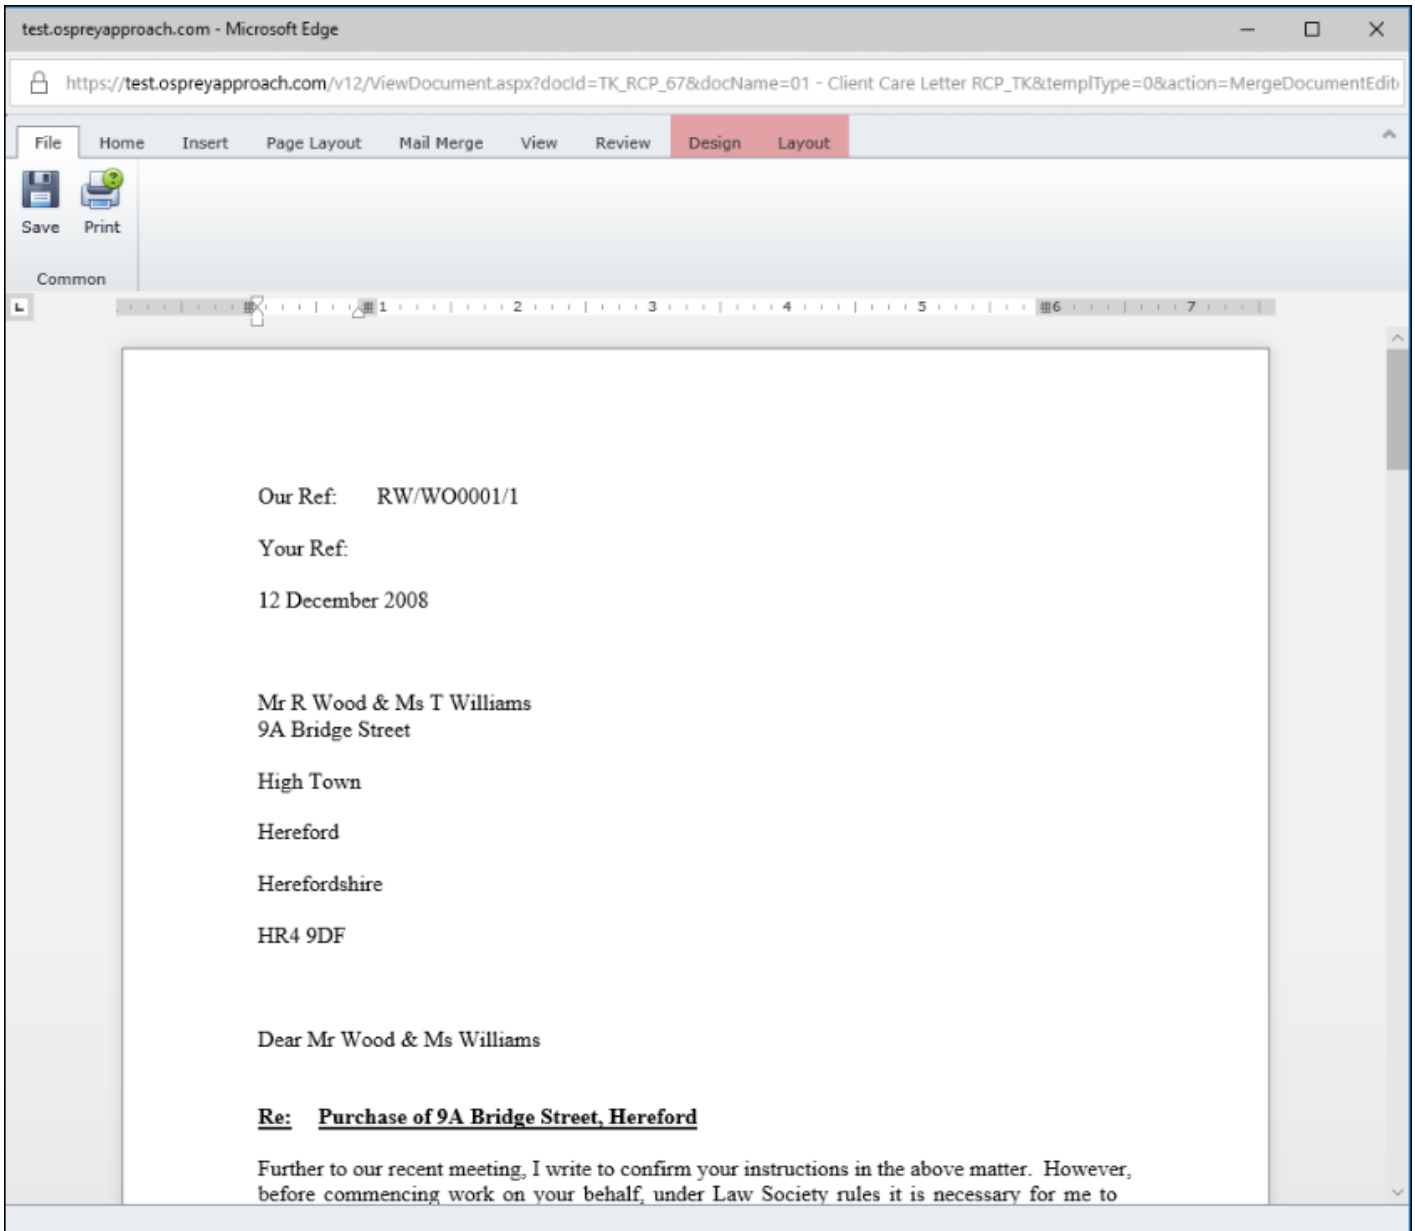 test.ospreyapproach.com - Microsoft Edge
https://test.ospreyapproach.com/v12/ViewDocument.aspx?docId=TK_RCP_67&docName=01 - Client Care Letter RCP_TK&templType=0&action=MergeDocumentEdit
File Home Insert Page Layout Mail Merge View Review Design Layout
Save Print
Common
1 2 3 4 5 6 7
Our Ref: RW/WO0001/1
Your Ref:
12 December 2008
Mr R Wood & Ms T Williams
9A Bridge Street
High Town
Hereford
Herefordshire
HR4 9DF
Dear Mr Wood & Ms Williams
Re: Purchase of 9A Bridge Street, Hereford
Further to our recent meeting, I write to confirm your instructions in the above matter. However,
before commencing work on your behalf, under Law Society rules it is necessary for me to